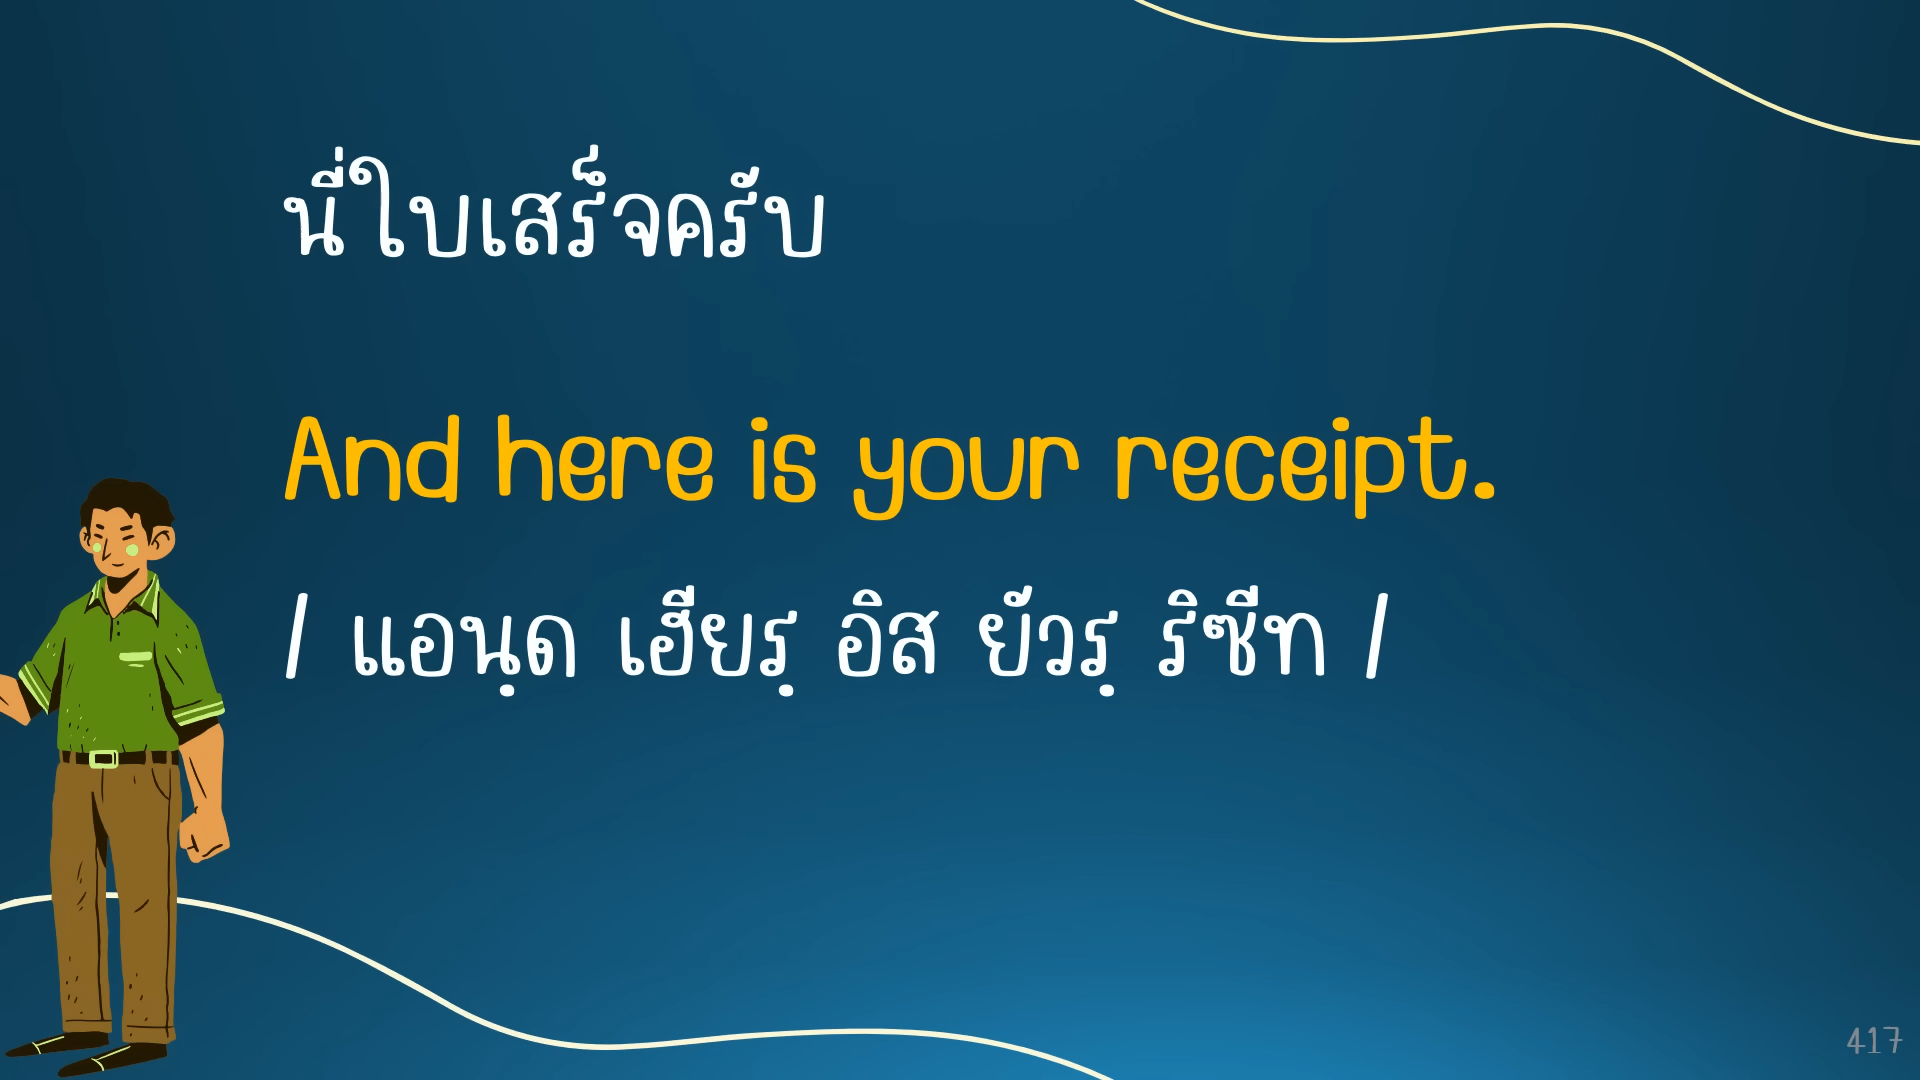 นี่ใบเสร็จครับ
And here is your receipt.
/ แอนฺด เฮียรฺ อิส ยัวรฺ ริซีท /
417